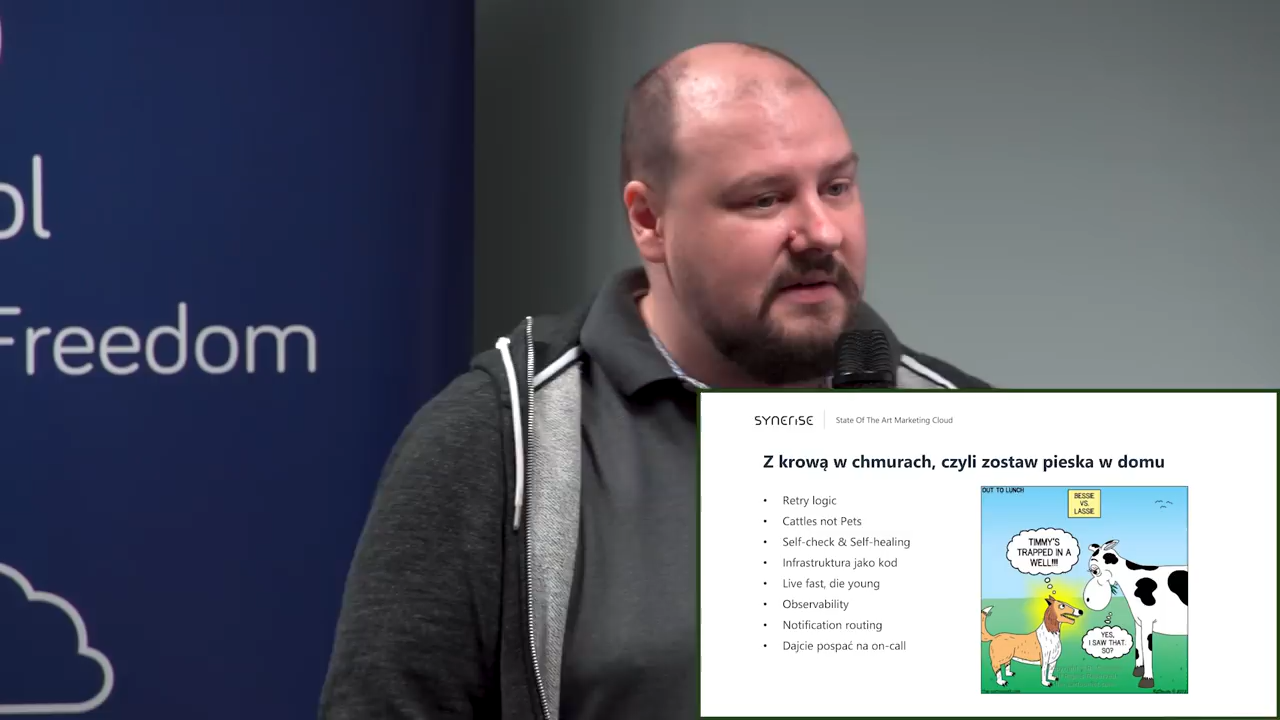 ol
Freedom
SYNERISE
State Of The Art Marketing Cloud
Z krową w chmurach, czyli zostaw pieska w domu
• Retry logic
• Cattles not Pets
• Self-check & Self-healing
• Infrastruktura jako kod
• Live fast, die young
• Observability
• Notification routing
• Dajcie pospać na on-call
OUT TO LUNCH
BESSIE
VS.
LASSIE
TIMMY'S
TRAPPED IN A
WELL!!!
YES,
I SAW THAT.
SO?